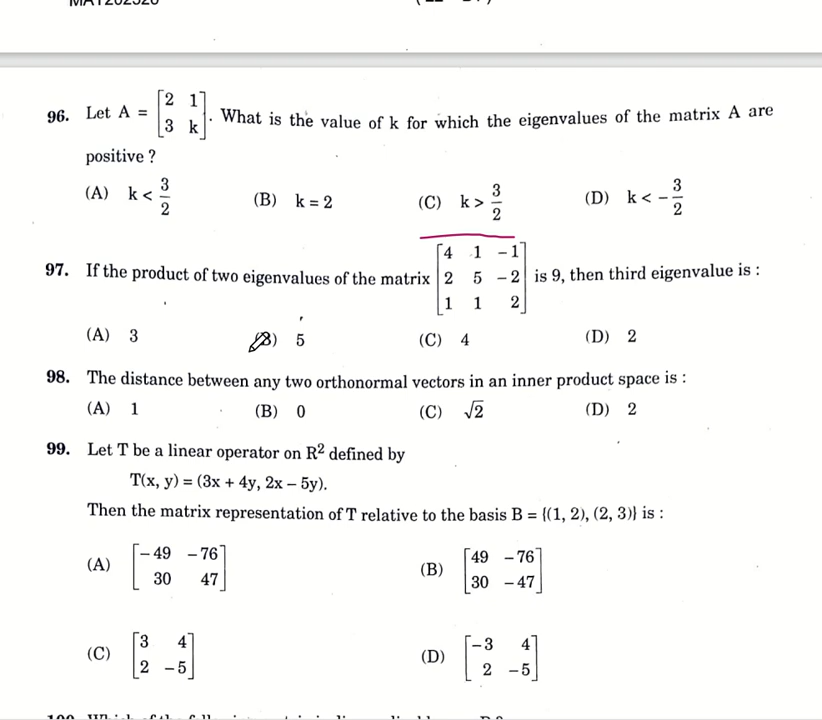 96. Let A = [2 1; 3 k]. What is the value of k for which the eigenvalues of the matrix A are
positive ?
(A) k < 3/2 (B) k = 2 (C) k > 3/2 (D) k < – 3/2
97. If the product of two eigenvalues of the matrix [4 1 –1; 2 5 –2; 1 1 2] is 9, then third eigenvalue is :
(A) 3 (B) 5 (C) 4 (D) 2
98. The distance between any two orthonormal vectors in an inner product space is :
(A) 1 (B) 0 (C) √2 (D) 2
99. Let T be a linear operator on R² defined by
T(x, y) = (3x + 4y, 2x – 5y).
Then the matrix representation of T relative to the basis B = {(1, 2), (2, 3)} is :
(A) [–49 –76; 30 47] (B) [49 –76; 30 –47]
(C) [3 4; 2 –5] (D) [–3 4; 2 –5]